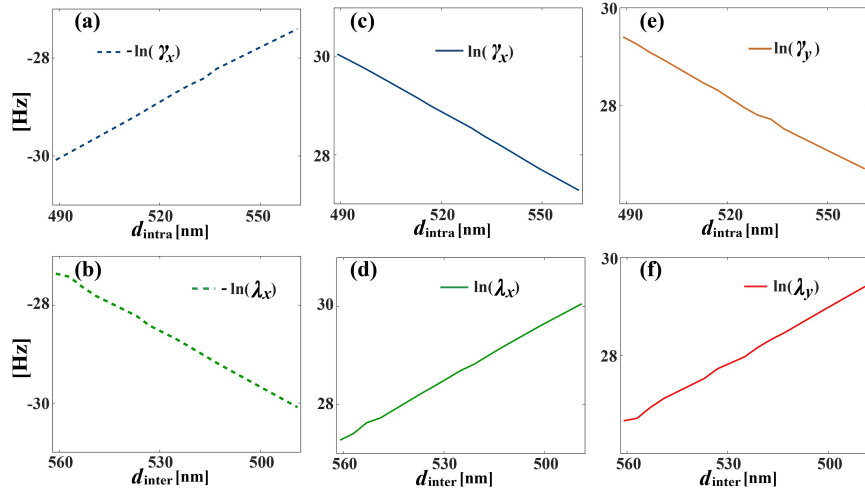 (a)
-ln(γx)
[Hz]
-28
-30
490
520
550
dintra[nm]
(c)
ln(γx)
30
28
490
520
550
dintra[nm]
(e)
ln(γy)
30
28
490
520
550
dintra[nm]
(b)
-ln(λx)
[Hz]
-28
-30
560
530
500
dinter[nm]
(d)
ln(λx)
30
28
560
530
500
dinter[nm]
(f)
ln(λy)
30
28
26
560
530
500
dinter[nm]